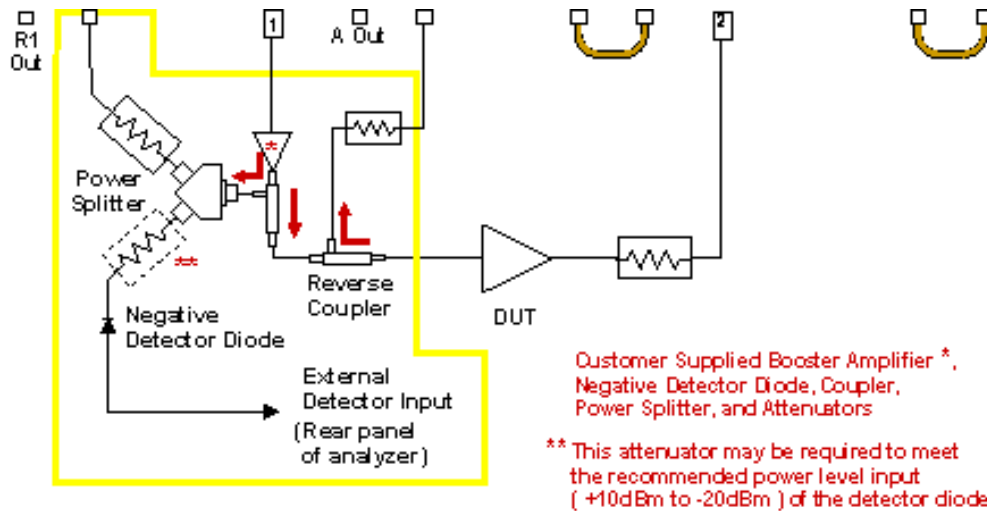 R1
Out
1
A Out
2
*
Power
Splitter
**
Reverse
Coupler
DUT
Negative
Detector Diode
External
Detector Input
(Rear panel
of analyzer)
Customer Supplied Booster Amplifier *,
Negative Detector Diode, Coupler,
Power Splitter, and Attenuators
** This attenuator may be required to meet
the recommended power level input
( +10dBm to -20dBm ) of the detector diode